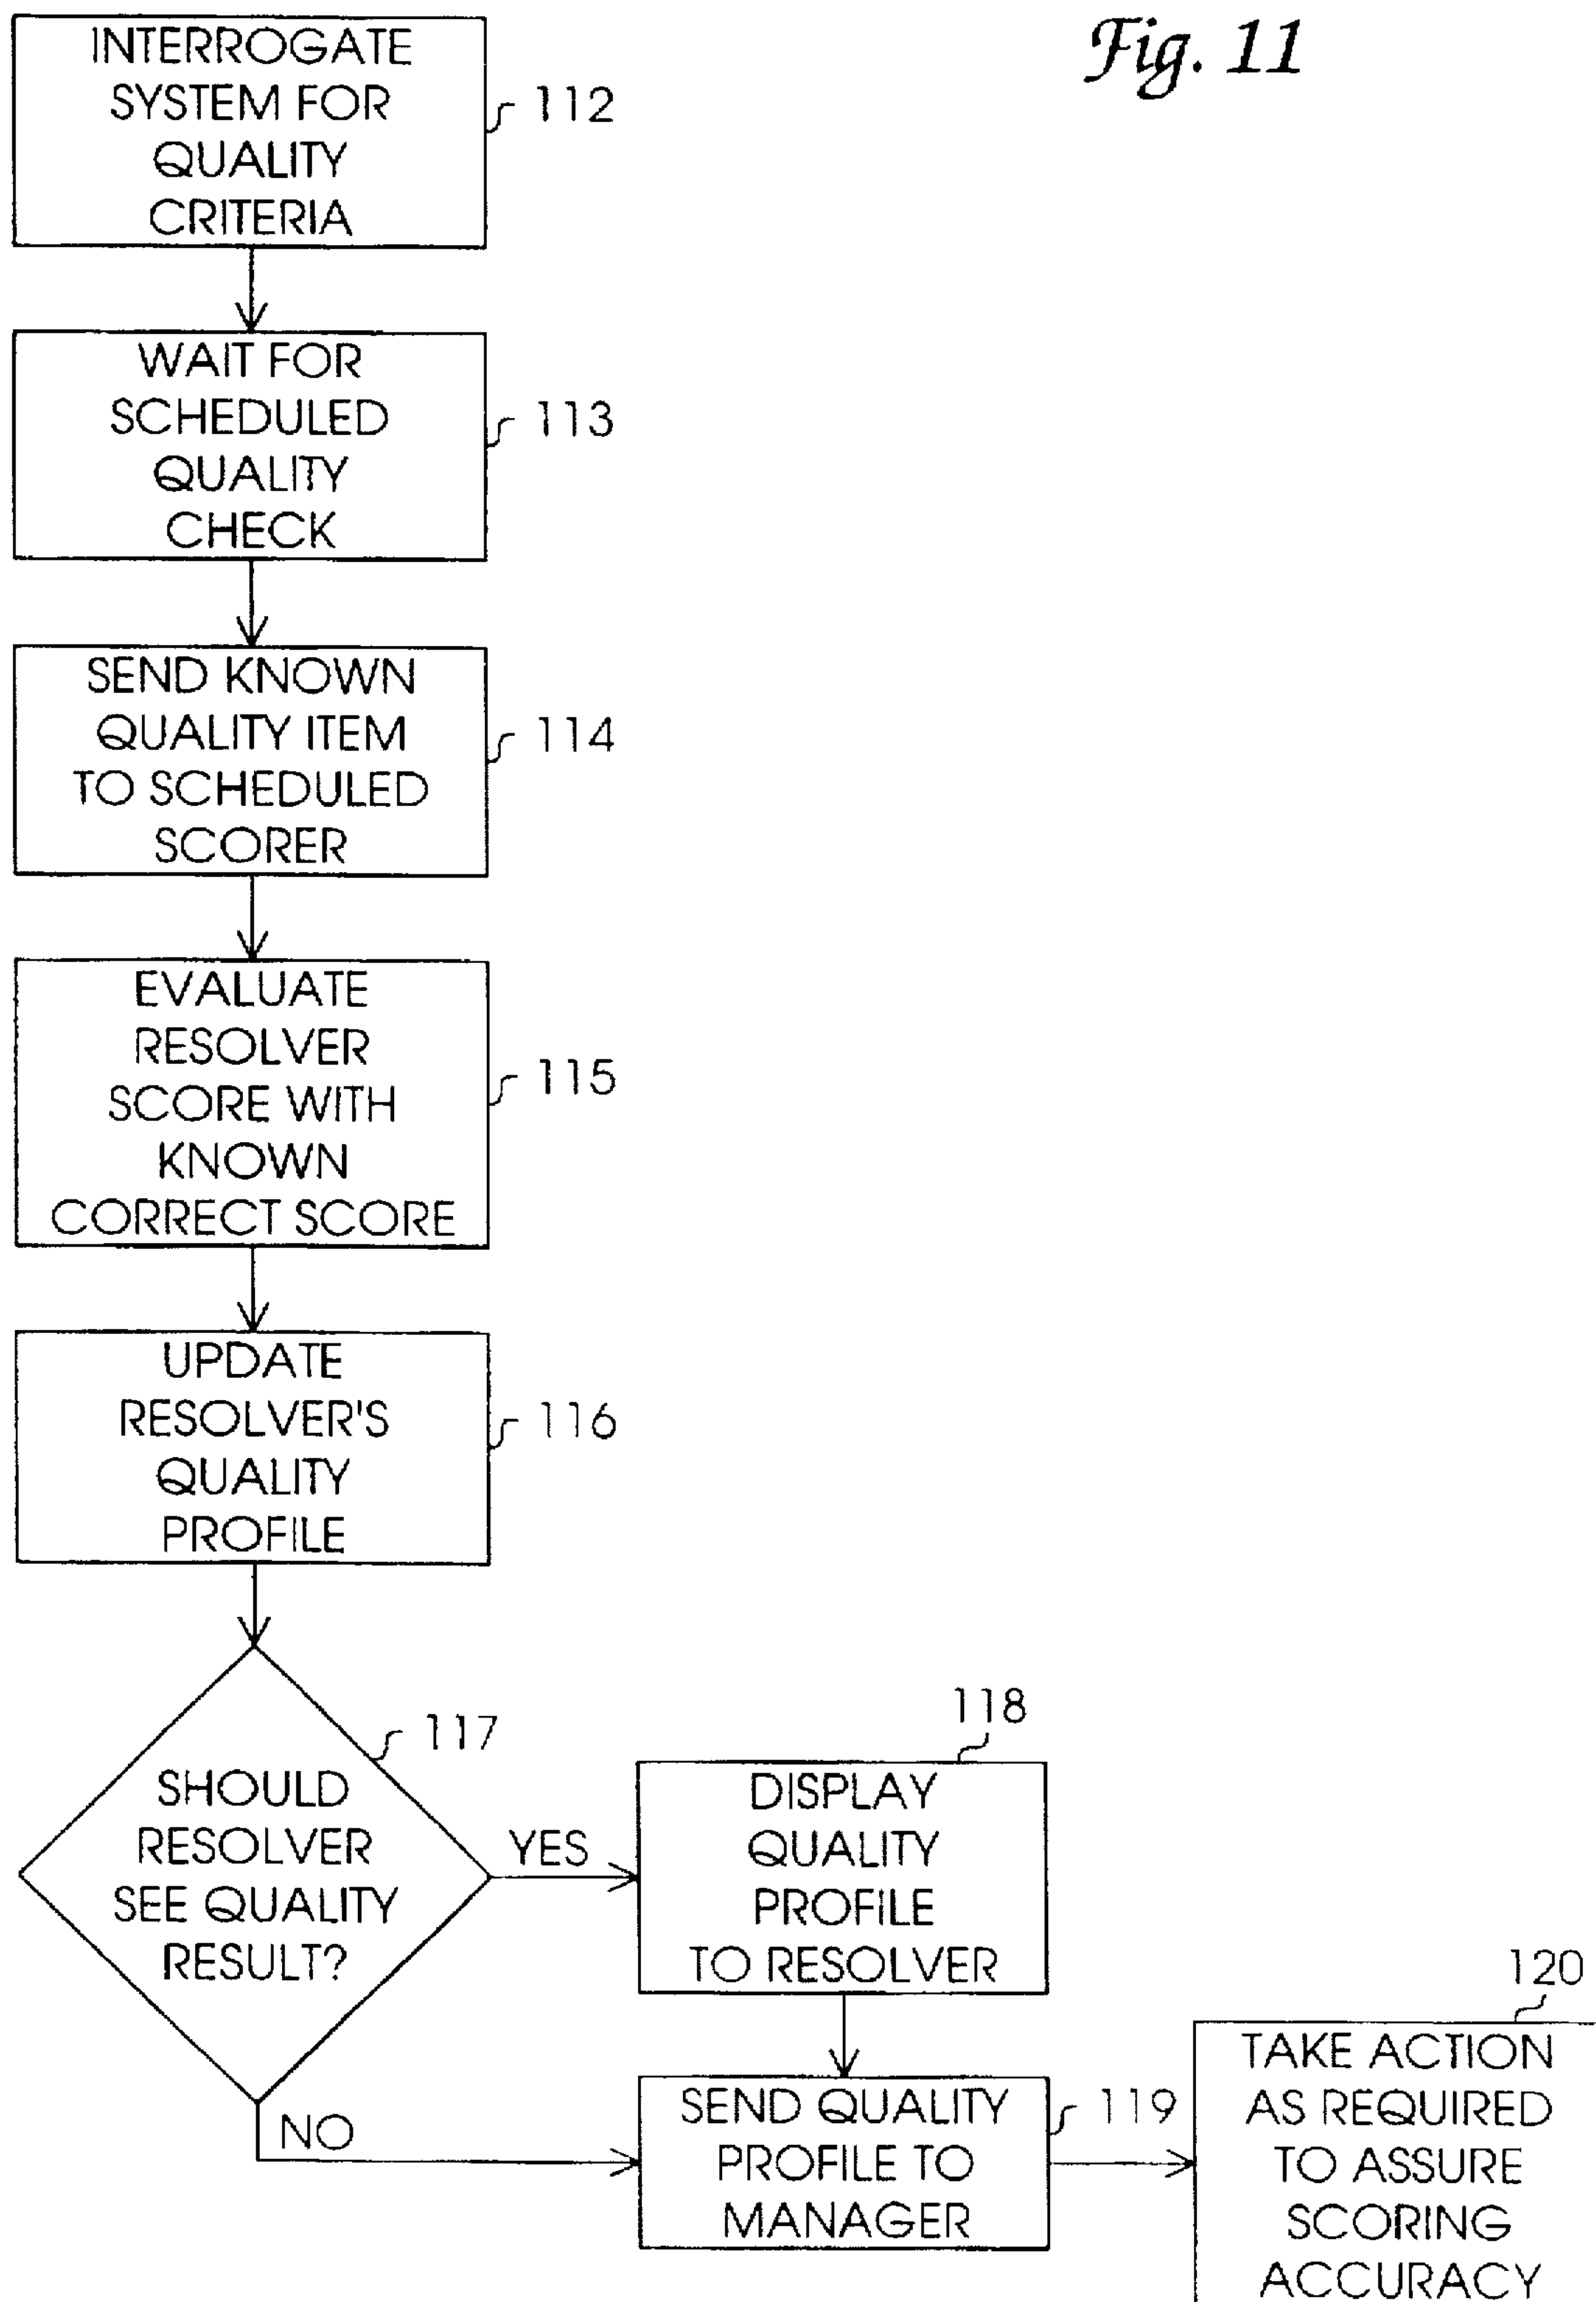 Fig. 11
INTERROGATE
SYSTEM FOR
QUALITY
CRITERIA
112
WAIT FOR
SCHEDULED
QUALITY
CHECK
113
SEND KNOWN
QUALITY ITEM
TO SCHEDULED
SCORER
114
EVALUATE
RESOLVER
SCORE WITH
KNOWN
CORRECT SCORE
115
UPDATE
RESOLVER'S
QUALITY
PROFILE
116
117
SHOULD
RESOLVER
SEE QUALITY
RESULT?
YES
NO
118
DISPLAY
QUALITY
PROFILE
TO RESOLVER
SEND QUALITY
PROFILE TO
MANAGER
119
120
TAKE ACTION
AS REQUIRED
TO ASSURE
SCORING
ACCURACY